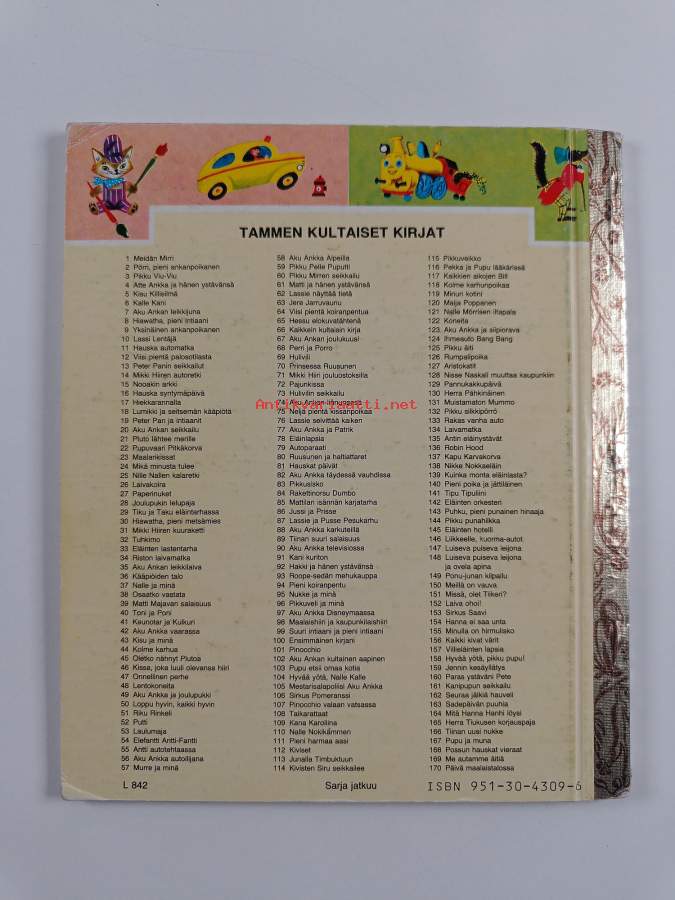 TAMMEN KULTAISET KIRJAT
1 Meidän Mirri
2 Pörri, pieni ankanpoikanen
3 Pikku Viu-Viu
4 Atte Ankka ja hänen ystävänsä
5 Kisu Killisilmä
6 Kalle Kani
7 Aku Ankan leikkijuna
8 Hiawatha, pieni intiaani
9 Yksinäinen ankanpoikanen
10 Lassi Lentäjä
11 Hauska automatka
12 Viisi pientä palosotilasta
13 Peter Panin seikkailut
14 Mikki Hiiren autoretki
15 Nooakin arkki
16 Hauska syntymäpäivä
17 Heikkarannalla
18 Lumikki ja seitsemän kääpiötä
19 Peter Pan ja intiaanit
20 Aku Ankan seikkailu
21 Pluto lähtee merille
22 Pupuvaari Pitkäkorva
23 Maalarikissat
24 Mikä minusta tulee
25 Nille Nallen kalaretki
26 Laivakoira
27 Paperinuket
28 Joulupukin lelupaja
29 Tiku ja Taku eläintarhassa
30 Hiawatha, pieni metsämies
31 Mikki Hiiren kuuraketti
32 Tuhkimo
33 Eläinten lastentarha
34 Riston laivamatka
35 Aku Ankan leikkilaiva
36 Kääpiöiden talo
37 Nalle ja minä
38 Osaatko vastata
39 Matti Majavan salaisuus
40 Toni ja Poni
41 Kaunotar ja Kulkuri
42 Aku Ankka vaarassa
43 Kisu ja minä
44 Kolme karhua
45 Oletko nähnyt Plutoa
46 Kissa, joka luuli olevansa hiiri
47 Onnellinen perhe
48 Lentokoneita
49 Aku Ankka ja joulupukki
50 Loppu hyvin, kaikki hyvin
51 Riku Rinkeli
52 Putti
53 Laulumaja
54 Elefantti Antti-Fantti
55 Antti autotehtaassa
56 Aku Ankka autoilijana
57 Murre ja minä
58 Aku Ankka Alpeilla
59 Pikku Pelle Puputti
60 Pikku Mirren seikkailu
61 Matti ja hänen ystävänsä
62 Lassie näyttää tietä
63 Jere Jarruvaunu
64 Viisi pientä koiranpentua
65 Hessu elokuvatähtenä
66 Kaikkein kultaisin kirja
67 Aku Ankan joulukuusi
68 Perri ja Porro
69 Huliviili
70 Prinsessa Ruusunen
71 Mikki Hiiri jouluostoksilla
72 Pajunkissa
73 Huliviilin seikkailu
74 Aku Ankka linnassa
75 Neljä pientä kissanpoikaa
76 Lassie selvittää kaiken
77 Aku Ankka ja Patrik
78 Eläinlapsia
79 Autoparaati
80 Ruusunen ja haltiattaret
81 Hauskat päivät
82 Aku Ankka täydessä vauhdissa
83 Pikkusisko
84 Rakettinorsu Dumbo
85 Mattilan isännän karjatarha
86 Jussi ja Prisse
87 Lassie ja Pusse Pesukarhu
88 Aku Ankka karkuteillä
89 Tiinan suuri salaisuus
90 Aku Ankka televisiossa
91 Kani kuriton
92 Hakki ja hänen ystävänsä
93 Roope-sedän mehukauppa
94 Pieni koiranpentu
95 Nukke ja minä
96 Pikkuveli ja minä
97 Aku Ankka Disneymaassa
98 Maalaishiiri ja kaupunkilaishiiri
99 Suuri intiaani ja pieni intiaani
100 Ensimmäinen kirjani
101 Pinocchio
102 Aku Ankan kultainen aapinen
103 Pupu etsii omaa kotia
104 Hyvää yötä, Nalle Kalle
105 Mestarisalapoliisi Aku Ankka
106 Sirkus Pomeranssi
107 Pinocchio valaan vatsassa
108 Taikarattaat
109 Kana Karoliina
110 Nalle Nokikämmen
111 Pieni harmaa aasi
112 Kiviset
113 Junalla Timbuktuun
114 Kivisten Siru seikkailee
115 Pikkuveikko
116 Pekka ja Pupu lääkärissä
117 Kaikkien aikojen Bill
118 Kolme karhunpoikaa
119 Minun kotini
120 Maija Poppanen
121 Nalle Mörrisen iltapala
122 Koneita
123 Aku Ankka ja siipiorava
124 Ihmeauto Bang Bang
125 Pikku äiti
126 Rumpalipoika
127 Aristokatit
128 Nisse Naskali muuttaa kaupunkiin
129 Pannukakkupäivä
130 Herra Pähkinäinen
131 Muistamaton Mummo
132 Pikku silkkipörrö
133 Rakas vanha auto
134 Laivamatka
135 Antin eläinystävät
136 Robin Hood
137 Kapu Karvakorva
138 Nikke Nokkaeläin
139 Kuinka monta eläinlasta?
140 Pieni poika ja jättiläinen
141 Tipu Tipuliini
142 Eläinten orkesteri
143 Puhku, pieni punainen hinaaja
144 Pikku punahilkka
145 Eläinten hotelli
146 Liikkeelle, kuorma-autot
147 Luiseva puiseva leijona
148 Luiseva puiseva leijona
ja ovela apina
149 Ponu-junan kilpailu
150 Meillä on vauva
151 Missä, olet Tiikeri?
152 Laiva ohoi!
153 Sirkus Saavi
154 Hanna ei saa unta
155 Minulla on hirmulisko
156 Kaikki kivat värit
157 Villieläinten lapsia
158 Hyvää yötä, pikku pupu!
159 Jennin kesäyllätys
160 Paras ystäväni Pete
161 Kanipupun seikkailu
162 Seuraa jälkiä hauveli
163 Sadepäivän puuhia
164 Mitä Hanna Hanhi löysi
165 Herra Tiukusen korjauspaja
166 Tiinan uusi nukke
167 Pupu ja muna
168 Possun hauskat vieraat
169 Me autamme äitiä
170 Päivä maalaistalossa
L 842
Sarja jatkuu
ISBN 951-30-4309-6
Antikvariaatti.net